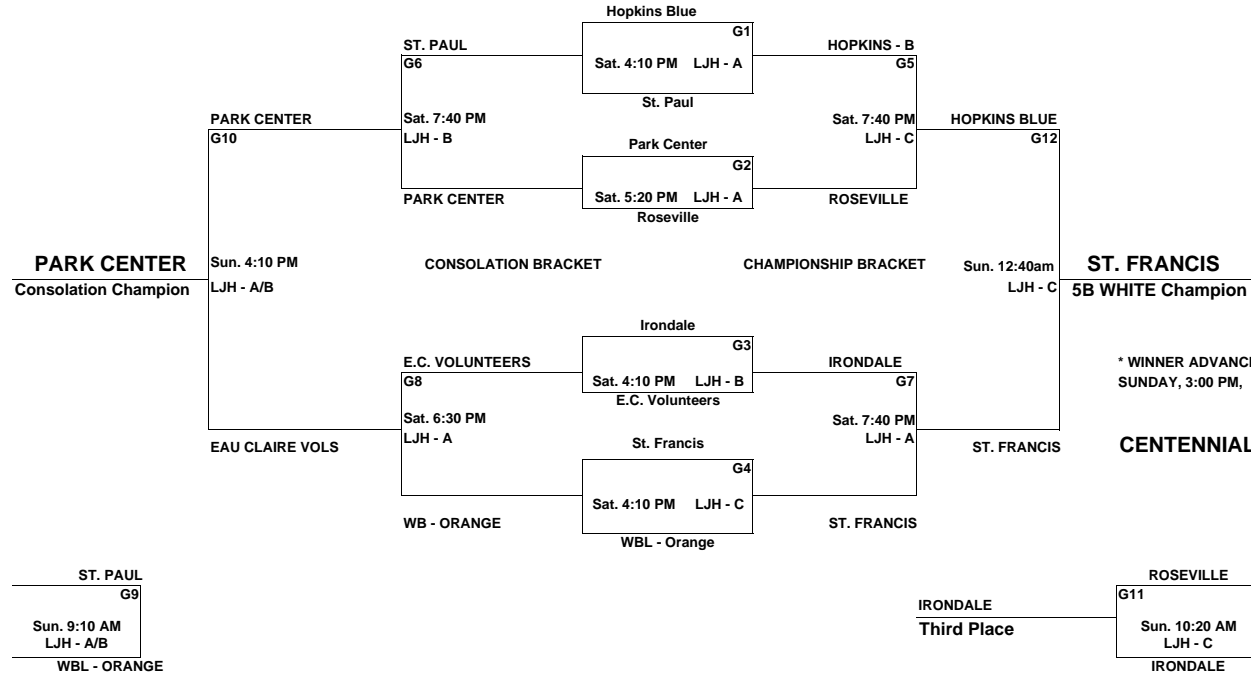 Hopkins Blue
G1
ST. PAUL
HOPKINS - B
G6
Sat. 4:10 PM LJH - A
G5
St. Paul
PARK CENTER
Sat. 7:40 PM
Sat. 7:40 PM
HOPKINS BLUE
G10
LJH - B
LJH - C
G12
Park Center
G2
PARK CENTER
Sat. 5:20 PM LJH - A
ROSEVILLE
Roseville
PARK CENTER
Sun. 4:10 PM
CONSOLATION BRACKET
CHAMPIONSHIP BRACKET
Sun. 12:40am
ST. FRANCIS
Consolation Champion
LJH - A/B
LJH - C
5B WHITE Champion
Irondale
G3
E.C. VOLUNTEERS
IRONDALE
* WINNER ADVANC
G8
Sat. 4:10 PM LJH - B
G7
SUNDAY, 3:00 PM,
E.C. Volunteers
Sat. 6:30 PM
Sat. 7:40 PM
LJH - A
LJH - A
EAU CLAIRE VOLS
St. Francis
ST. FRANCIS
CENTENNIAL
G4
Sat. 4:10 PM LJH - C
WB - ORANGE
ST. FRANCIS
WBL - Orange
ST. PAUL
ROSEVILLE
G9
G11
IRONDALE
Sun. 9:10 AM
Third Place
Sun. 10:20 AM
LJH - A/B
LJH - C
WBL - ORANGE
IRONDALE